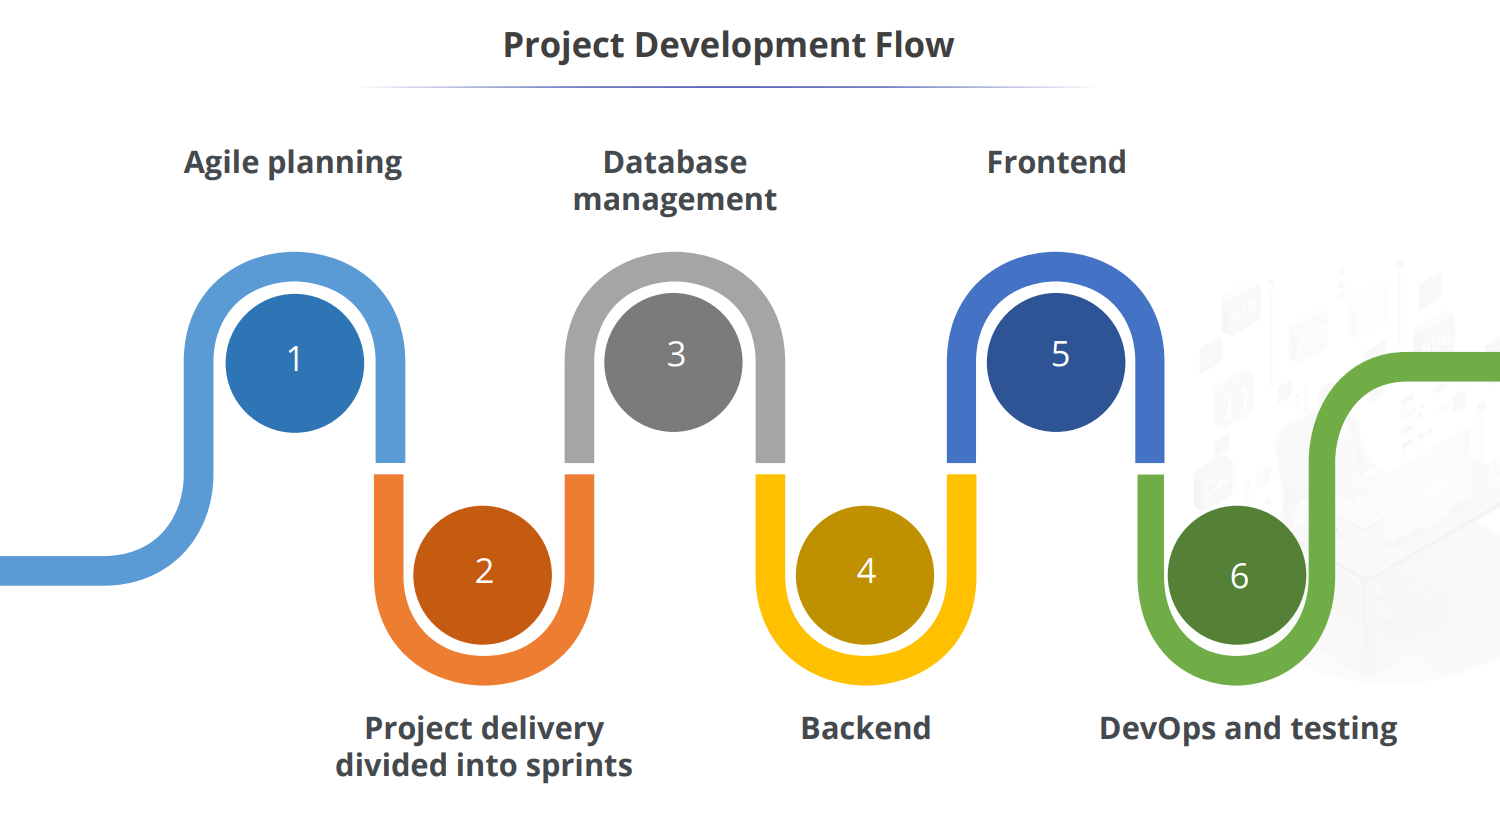 Project Development Flow
Agile planning
Database
management
Frontend
1
3
5
2
4
6
Project delivery
divided into sprints
Backend
DevOps and testing